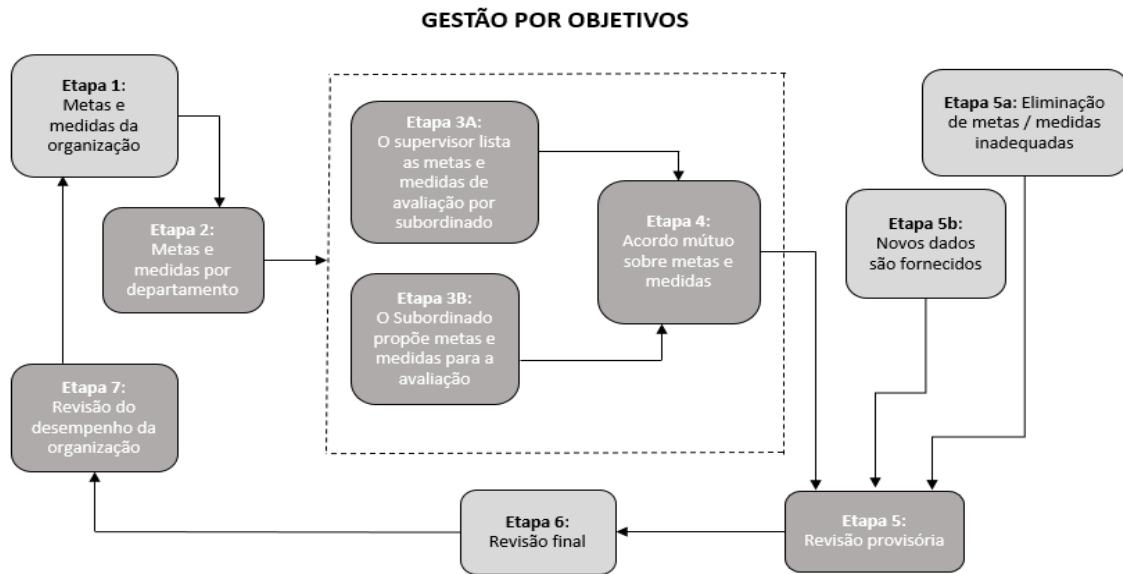 GESTÃO POR OBJETIVOS
Etapa 1:
Metas e
medidas da
organização
Etapa 2:
Metas e
medidas por
departamento
Etapa 3A:
O supervisor lista
as metas e
medidas de
avaliação por
subordinado
Etapa 3B:
O Subordinado
propõe metas e
medidas para a
avaliação
Etapa 4:
Acordo mútuo
sobre metas e
medidas
Etapa 5a: Eliminação
de metas / medidas
inadequadas
Etapa 5b:
Novos dados
são fornecidos
Etapa 5:
Revisão provisória
Etapa 6:
Revisão final
Etapa 7:
Revisão do
desempenho da
organização